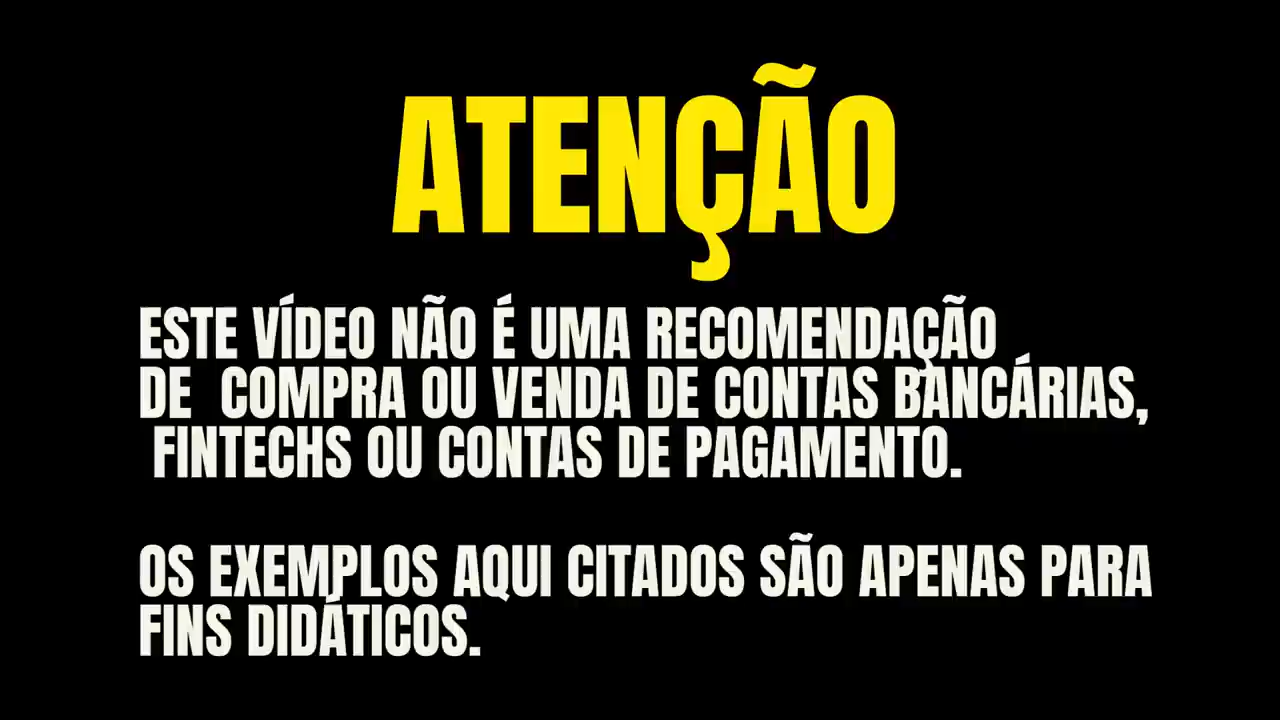 ATENÇÃO
ESTE VÍDEO NÃO É UMA RECOMENDAÇÃO
DE COMPRA OU VENDA DE CONTAS BANCÁRIAS,
FINTECHS OU CONTAS DE PAGAMENTO.
OS EXEMPLOS AQUI CITADOS SÃO APENAS PARA
FINS DIDÁTICOS.